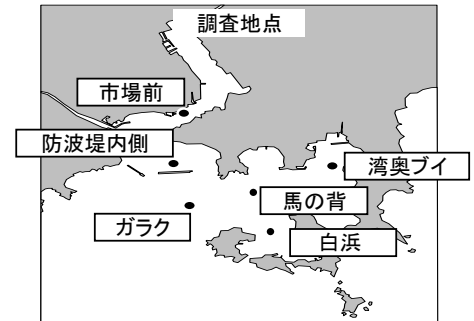 調査地点
市場前
防波堤内側
湾奥ブイ
馬の背
ガラク
白浜